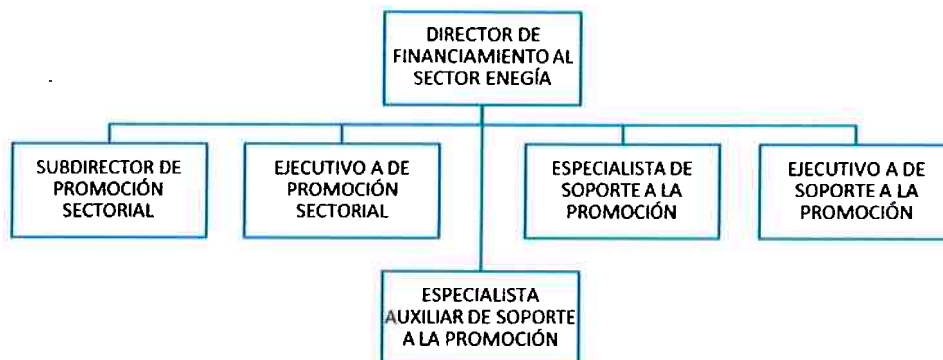 DIRECTOR DE
FINANCIAMIENTO AL
SECTOR ENEGÍA
SUBDIRECTOR DE
PROMOCIÓN
SECTORIAL
EJECUTIVO A DE
PROMOCIÓN
SECTORIAL
ESPECIALISTA DE
SOPORTE A LA
PROMOCIÓN
EJECUTIVO A DE
SOPORTE A LA
PROMOCIÓN
ESPECIALISTA
AUXILIAR DE SOPORTE
A LA PROMOCIÓN